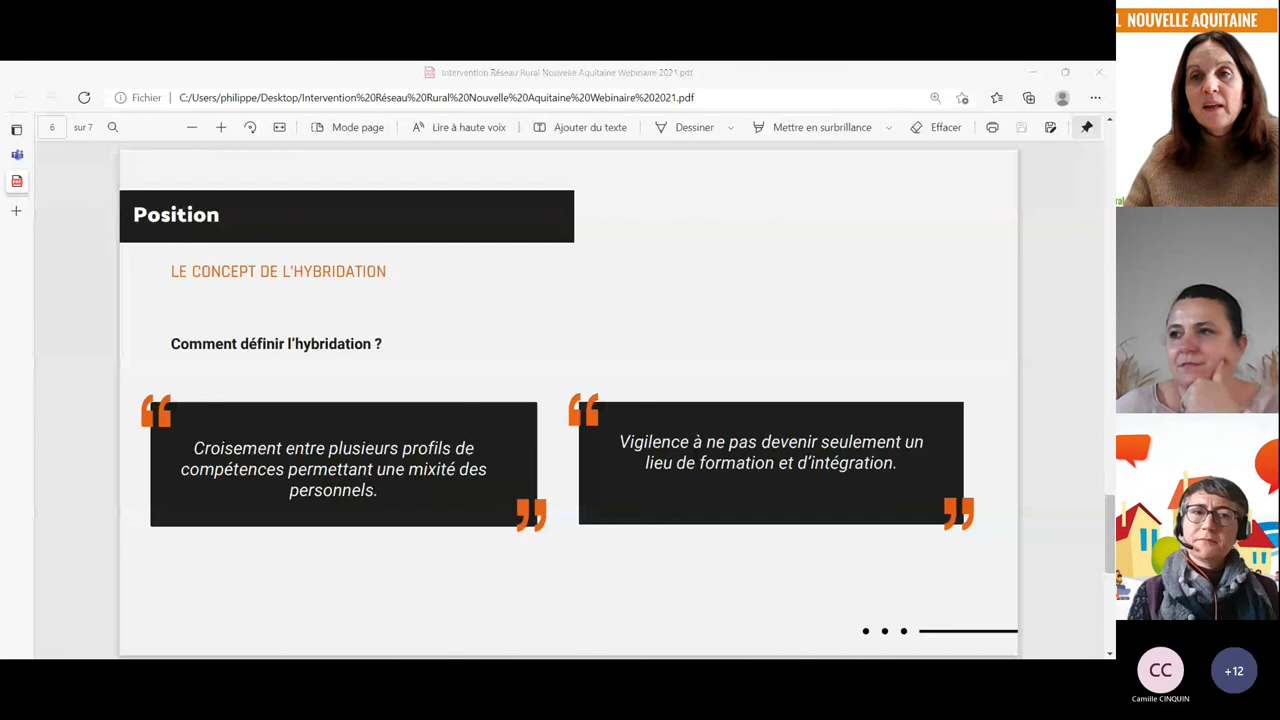 L NOUVELLE AQUITAINE
Intervention Réseau Rural Nouvelle Aquitaine Webinaire 2021.pdf
Fichier C:/Users/philippe/Desktop/Intervention%20Réseau%20Rural%20Nouvelle%20Aquitaine%20Webinaire%202021.pdf
6 sur 7 Mode page Lire à haute voix Ajouter du texte Dessiner Mettre en surbrillance Effacer
Position
LE CONCEPT DE L'HYBRIDATION
Comment définir l'hybridation ?
Croisement entre plusieurs profils de
compétences permettant une mixité des
personnels.
Vigilence à ne pas devenir seulement un
lieu de formation et d'intégration.
ral
CC
+12
Camille CINQUIN